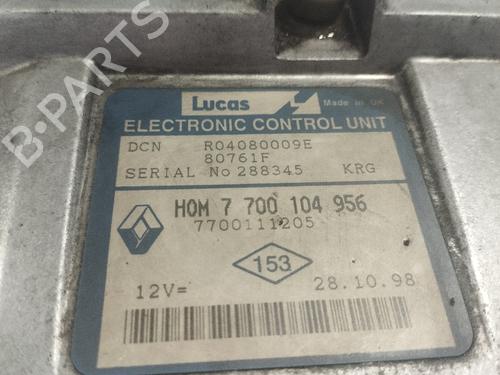 B-PARTS
Lucas
Made in UK
ELECTRONIC CONTROL UNIT
DCN R04080009E
80761F
SERIAL No 288345 KRG
HOM 7 700 104 956
7700111205
153
12V= 28.10.98